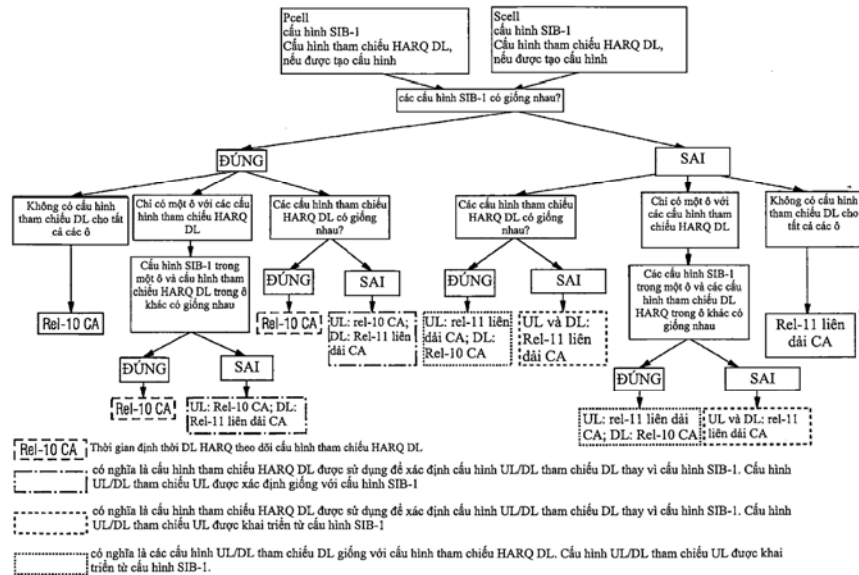 Pcell
cấu hình SIB-1
Cấu hình tham chiếu HARQ DL,
nếu được tạo cấu hình
Scell
cấu hình SIB-1
Cấu hình tham chiếu HARQ DL,
nếu được tạo cấu hình
các cấu hình SIB-1 có giống nhau?
ĐÚNG
SAI
Không có cấu hình
tham chiếu DL cho tất
cả các ô
Chỉ có một ô với các cấu
hình tham chiếu HARQ
DL
Các cấu hình tham chiếu
HARQ DL có giống
nhau?
Các cấu hình tham chiếu
HARQ DL có giống
nhau?
Chỉ có một ô với
các cấu hình tham
chiếu HARQ DL
Không có cấu hình
tham chiếu DL cho
tất cả các ô
Cấu hình SIB-1 trong
một ô và cấu hình tham
chiếu HARQ DL trong ô
khác có giống nhau
ĐÚNG
SAI
ĐÚNG
SAI
Các cấu hình SIB-1
trong một ô và các cấu
hình tham chiếu DL
HARQ trong ô khác có
giống nhau
Rel-10 CA
Rel-10 CA
UL: rel-10 CA;
DL: Rel-11 liên
dải CA
UL: rel-11 liên
dải CA; DL:
Rel-10 CA
UL và DL:
Rel-11 liên
dải CA
Rel-11 liên
dải CA
ĐÚNG
SAI
ĐÚNG
SAI
Rel-10 CA
UL: Rel-10 CA; DL:
Rel-11 liên dải CA
UL: rel-11 liên dải
CA; DL: Rel-10 CA
UL và DL: rel-11
liên dải CA
Rel-10 CA
Thời gian định thời DL HARQ theo dõi cấu hình tham chiếu HARQ DL
có nghĩa là cấu hình tham chiếu HARQ DL được sử dụng để xác định cấu hình UL/DL tham chiếu DL thay vì cấu hình SIB-1. Cấu hình
UL/DL tham chiếu UL được xác định giống với cấu hình SIB-1
có nghĩa là cấu hình tham chiếu HARQ DL được sử dụng để xác định cấu hình UL/DL tham chiếu DL thay vì cấu hình SIB-1. Cấu hình
UL/DL tham chiếu UL được khai triển từ cấu hình SIB-1
có nghĩa là các cấu hình UL/DL tham chiếu DL giống với cấu hình tham chiếu HARQ DL. Cấu hình UL/DL tham chiếu UL được khai
triển từ cấu hình SIB-1.